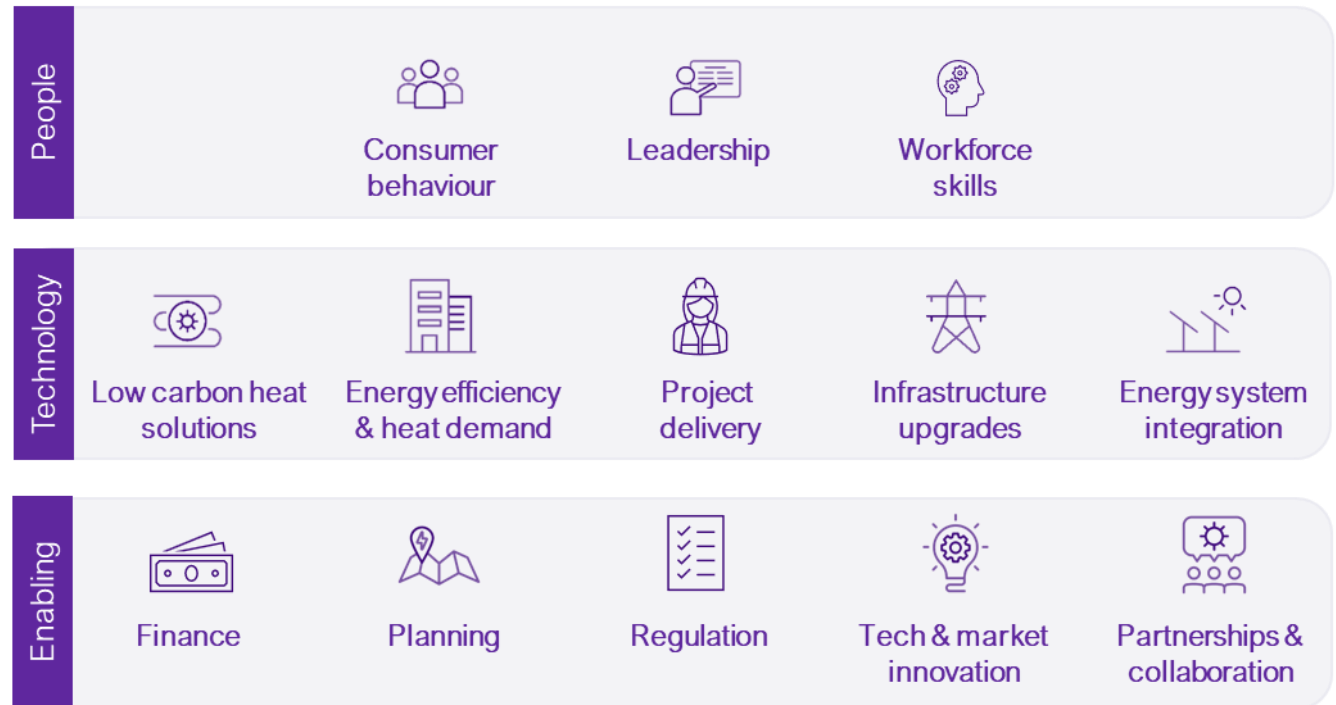 People
Consumer
behaviour
Leadership
Workforce
skills
Technology
Low carbon heat
solutions
Energy efficiency
& heat demand
Project
delivery
Infrastructure
upgrades
Energy system
integration
Enabling
Finance
Planning
Regulation
Tech & market
innovation
Partnerships &
collaboration